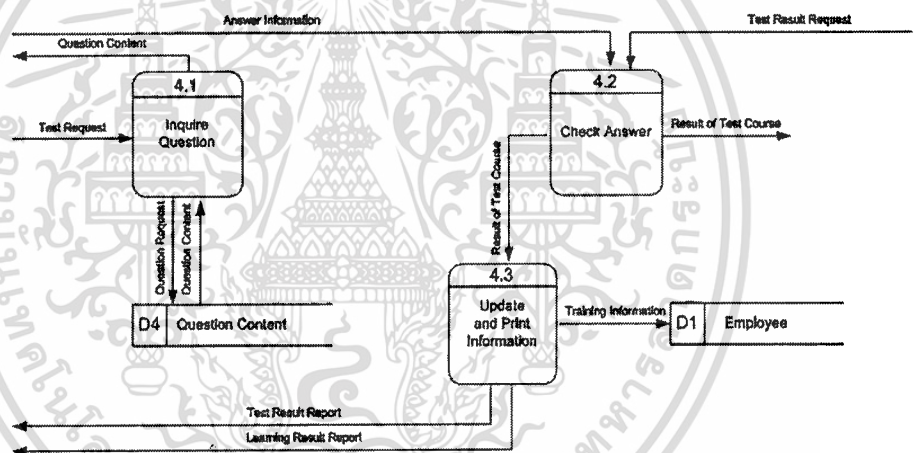 Answer Information
Test Result Request
Question Content
4.1
4.2
Inquire
Question
Test Request
Check Answer
Result of Test Course
Question Request
Question Content
Result of Test Course
4.3
Update
and Print
Information
D4 Question Content
Training Information
D1 Employee
Test Result Report
Learning Result Report